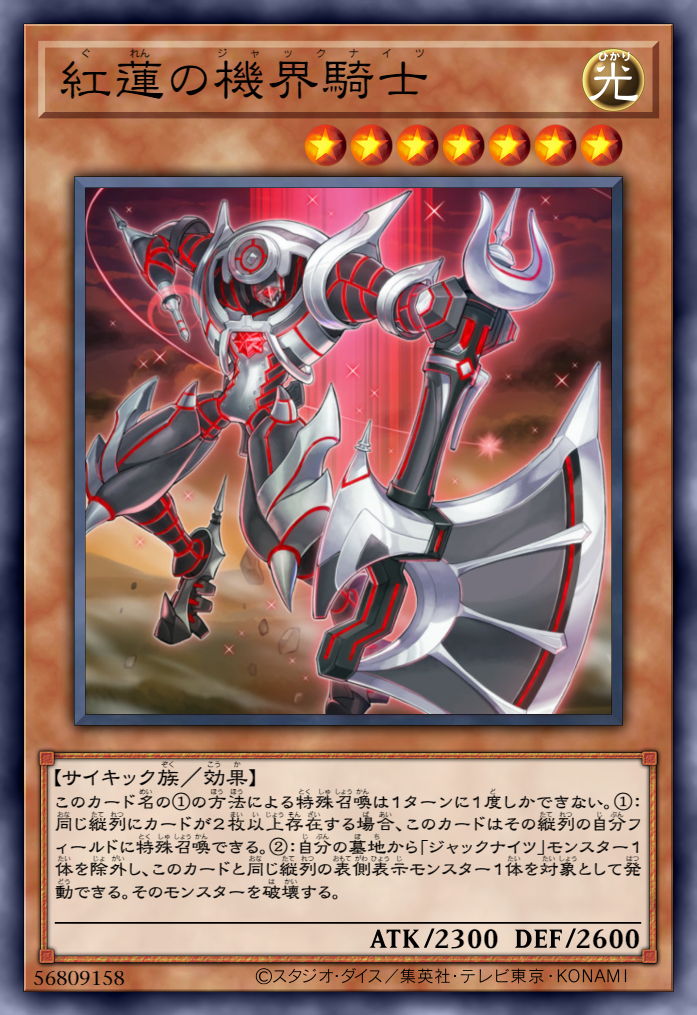 紅蓮の機界騎士
光
【サイキック族／効果】
このカード名の①の方法による特殊召喚は1ターンに1度しかできない。①：
同じ縦列にカードが2枚以上存在する場合、このカードはその縦列の自分フ
ィールドに特殊召喚できる。②：自分の墓地から「ジャックナイツ」モンスター1
体を除外し、このカードと同じ縦列の表側表示モンスター1体を対象として発
動できる。そのモンスターを破壊する。
ATK/2300 DEF/2600
56809158 ©スタジオ・ダイス／集英社・テレビ東京・KONAMI